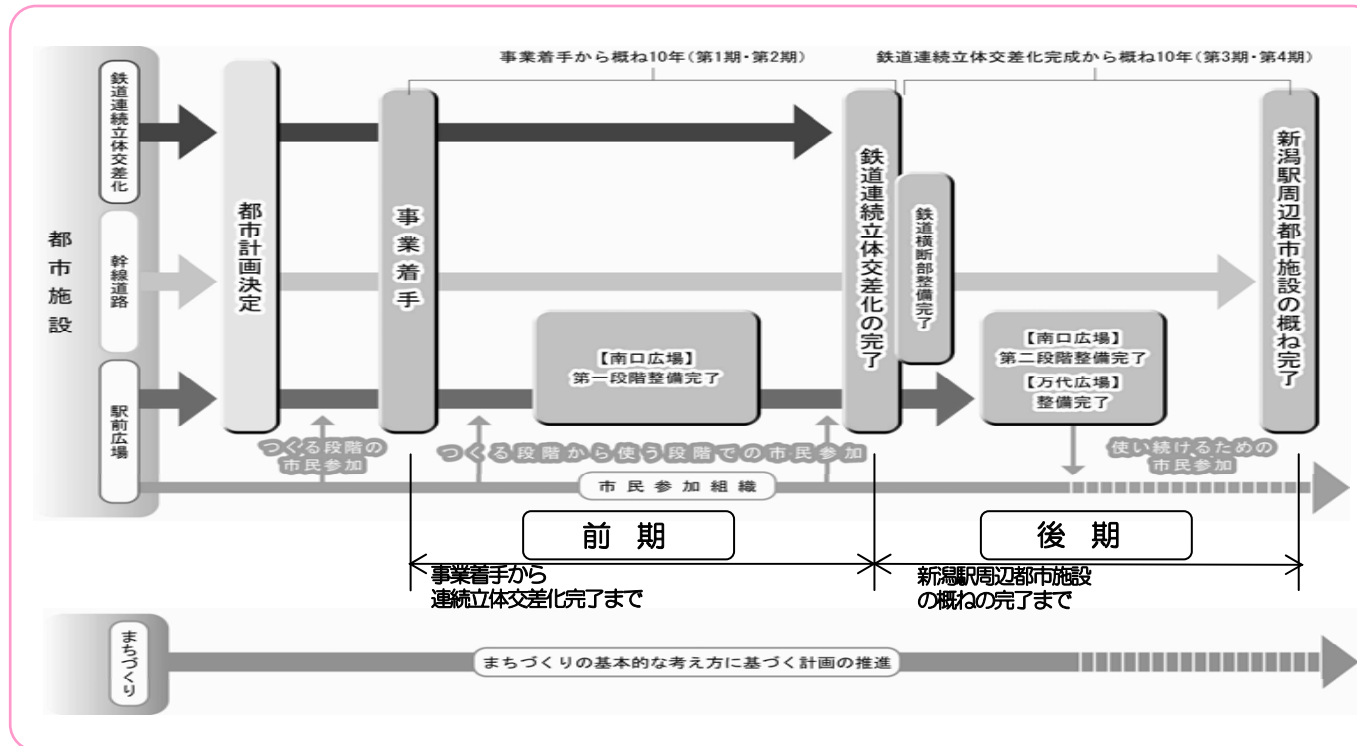 事業着手から概ね10年(第1期・第2期)
鉄道連続立体交差化完成から概ね10年(第3期・第4期)
都市施設
鉄道連続立体交差化
幹線道路
駅前広場
都市計画決定
事業着手
【南口広場】
第一段階整備完了
鉄道連続立体交差化の完了
鉄道横断部整備完了
【南口広場】
第二段階整備完了
【万代広場】
整備完了
新潟駅周辺都市施設の概ね完了
つくる段階の
市民参加
つくる段階から使う段階での市民参加
使い続けるための
市民参加
市民参加組織
前 期
後 期
事業着手から
連続立体交差化完了まで
新潟駅周辺都市施設
の概ねの完了まで
まちづくり
まちづくりの基本的な考え方に基づく計画の推進